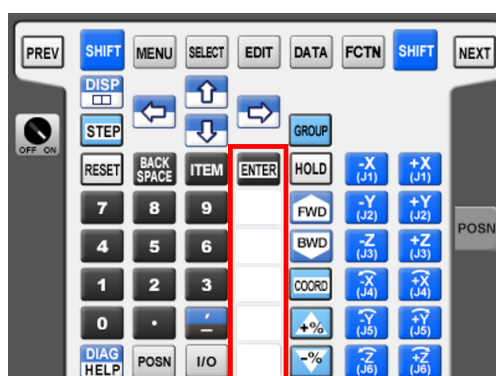 PREV SHIFT MENU SELECT EDIT DATA FCTN SHIFT NEXT
DISP
STEP GROUP
OFF ON
RESET BACK SPACE ITEM ENTER HOLD -X (J1) +X (J1)
7 8 9 FWD -Y (J2) +Y (J2)
POSN
4 5 6 BWD -Z (J3) +Z (J3)
1 2 3 COORD -X (J4) +X (J4)
0 . , - +% -Y (J5) +Y (J5)
DIAG HELP POSN I/O -% -Z (J6) +Z (J6)